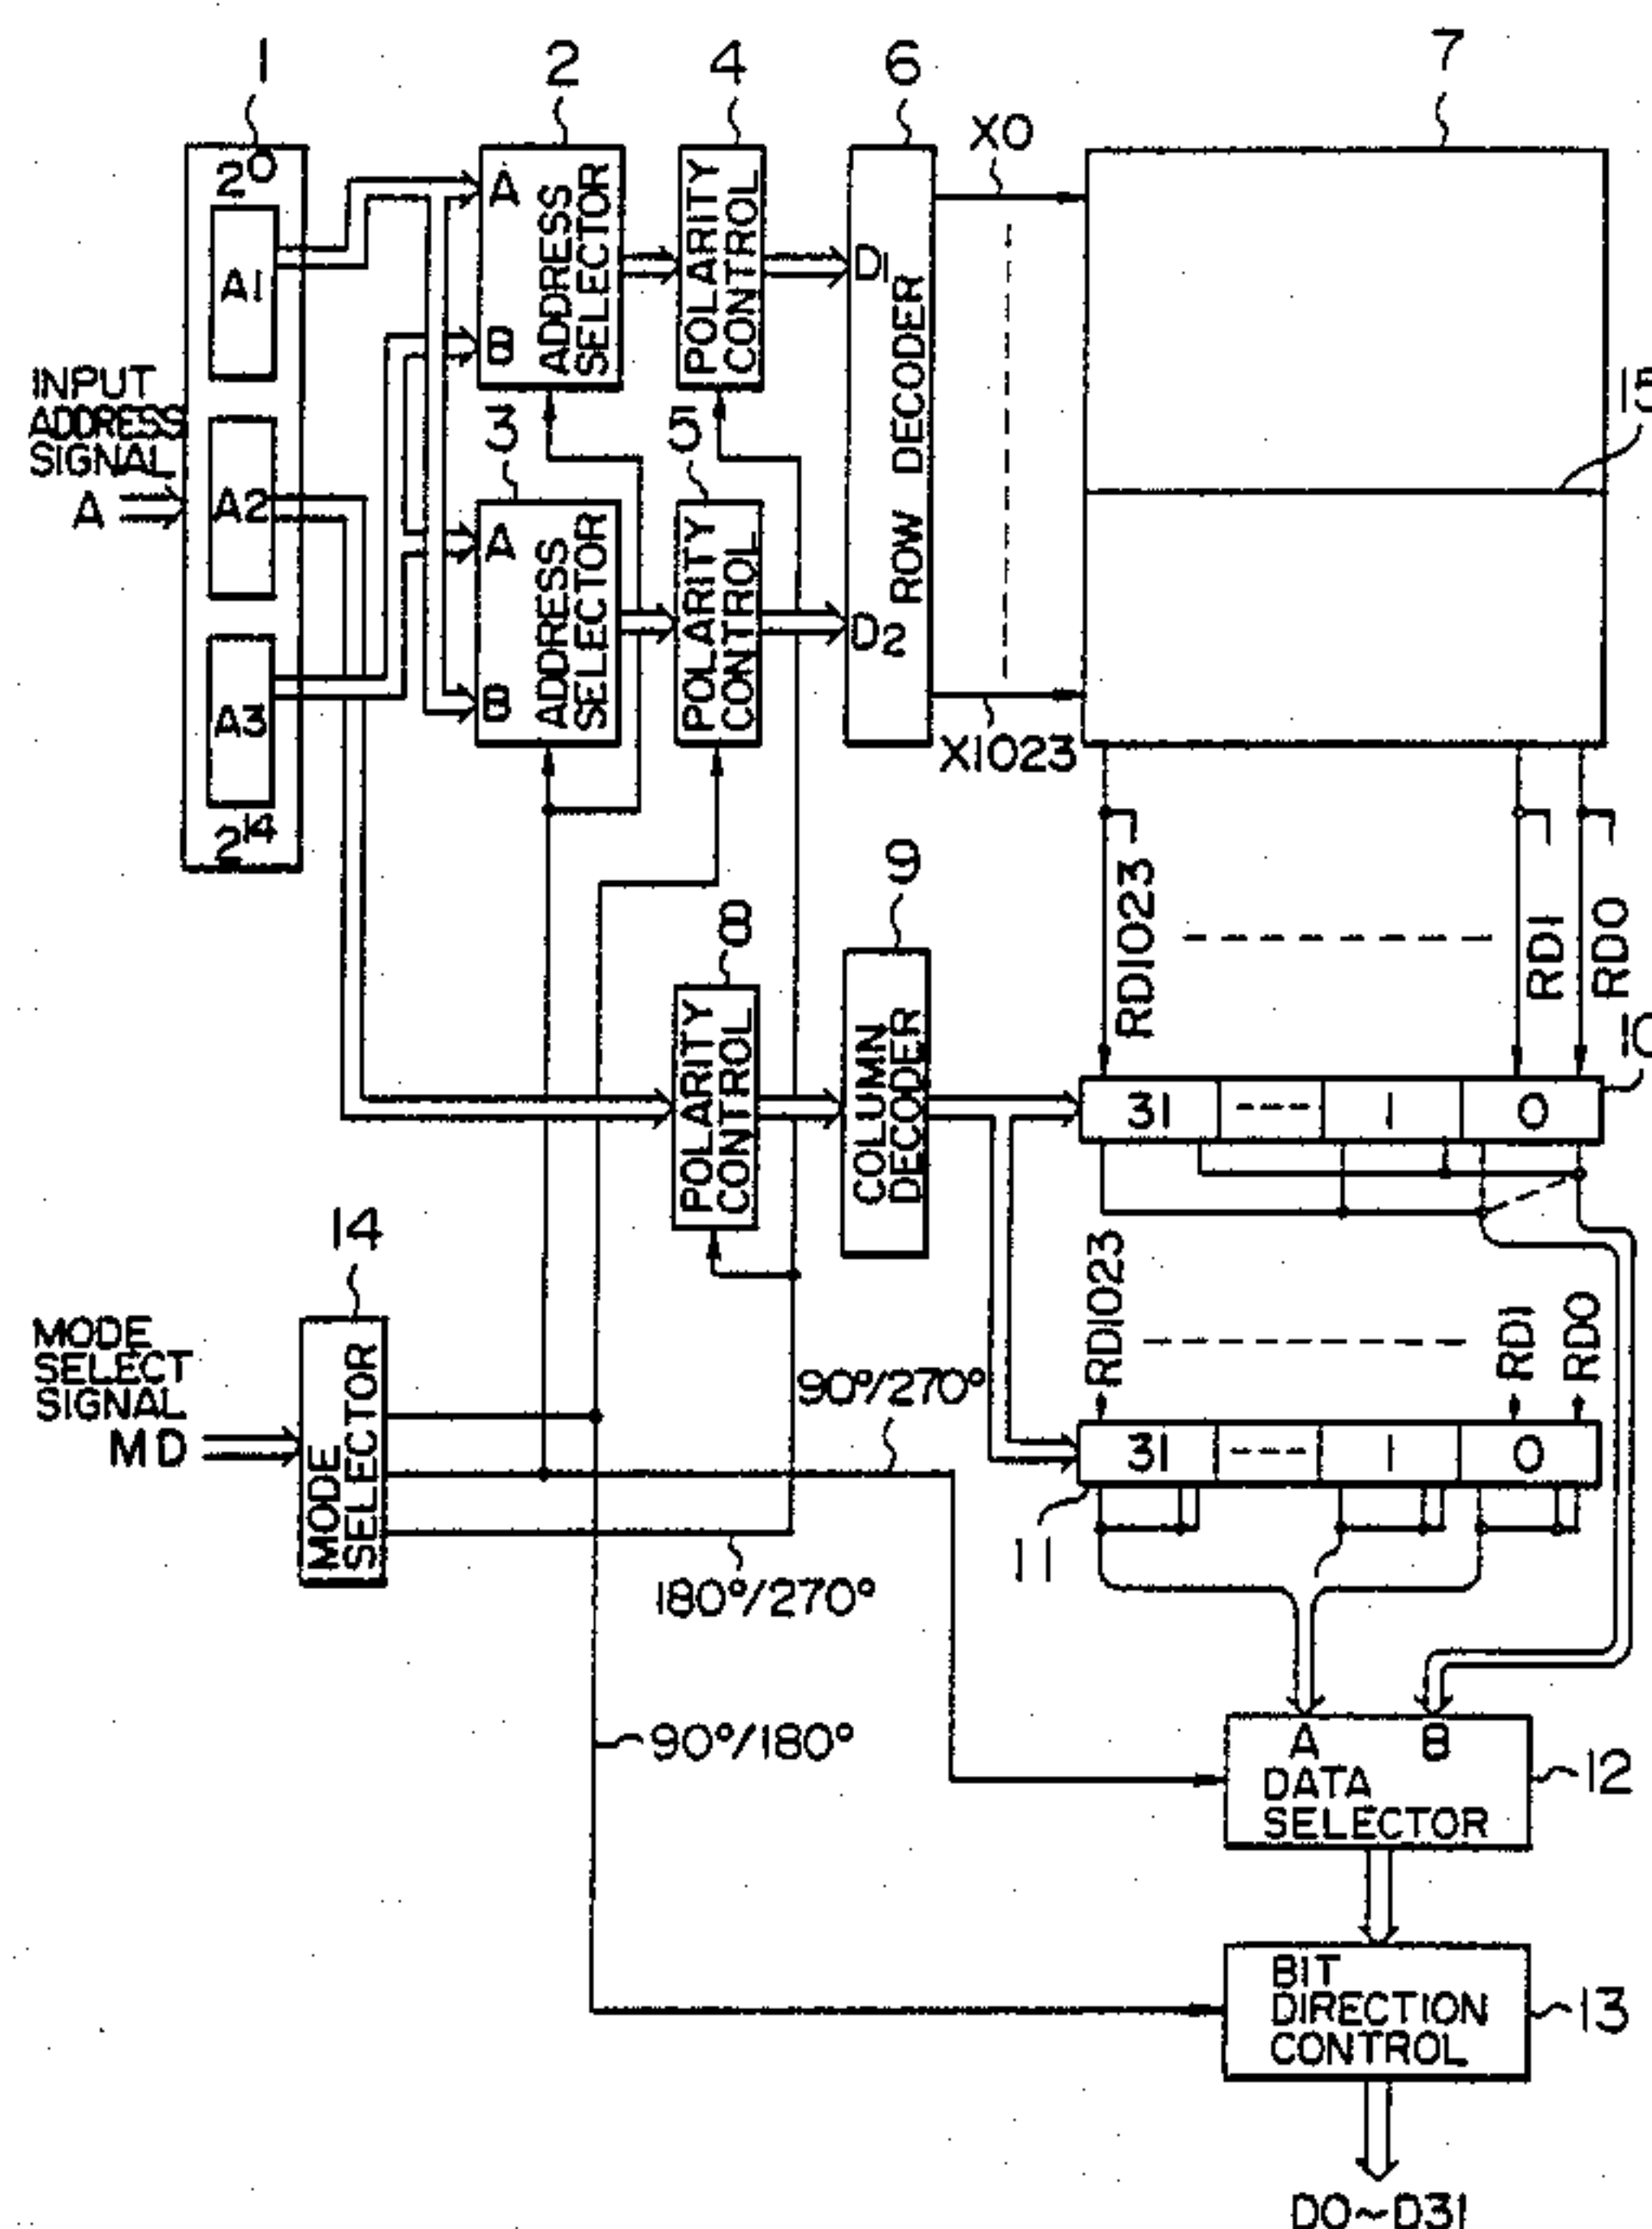 1
2
4
6
7
2⁰
A1
A2
A3
2¹⁴
INPUT
ADDRESS
SIGNAL
A
A
B
ADDRESS
SELECTOR
POLARITY
CONTROL
D1
D2
ROW DECODER
X0
X1023
15
3
5
A
B
ADDRESS
SELECTOR
POLARITY
CONTROL
RD1023
RD1
RD0
8
9
10
POLARITY
CONTROL
COLUMN
DECODER
31
1
0
14
MODE
SELECT
SIGNAL
MD
MODE
SELECTOR
RD1023
RD1
RD0
90°/270°
31
1
0
11
180°/270°
90°/180°
A
B
DATA
SELECTOR
12
BIT
DIRECTION
CONTROL
13
D0~D31